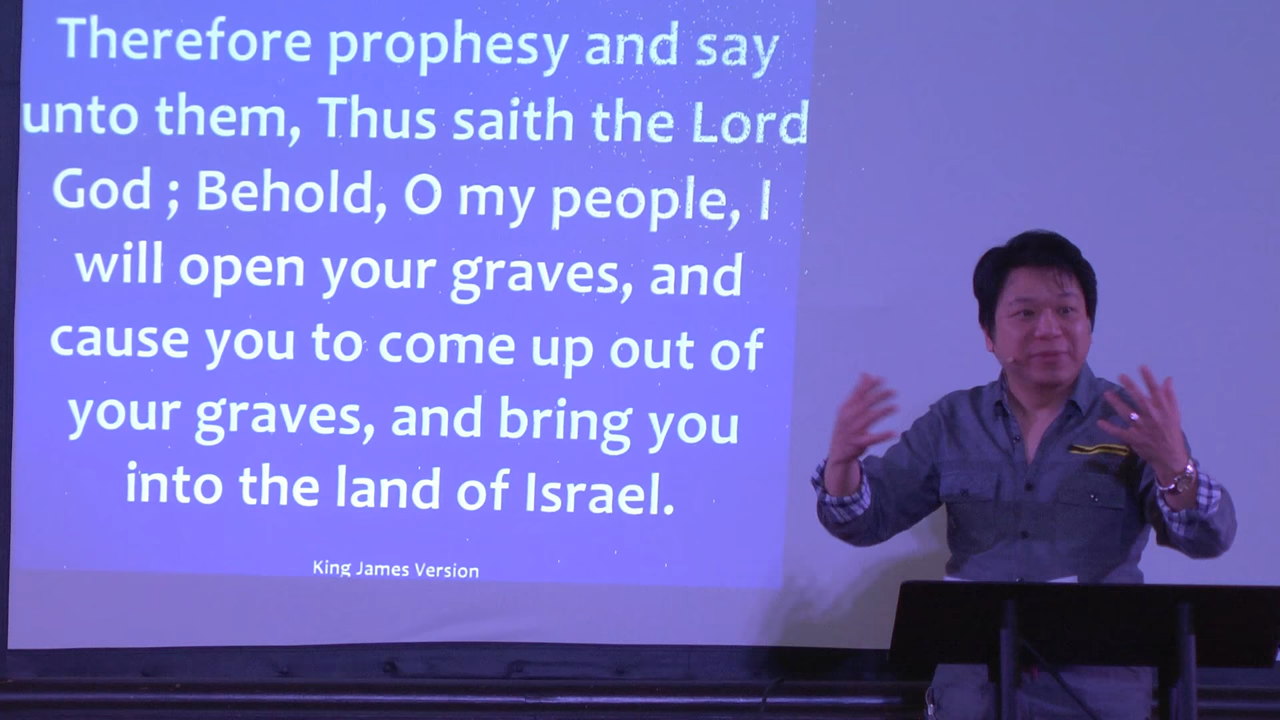 Therefore prophesy and say
unto them, Thus saith the Lord
God ; Behold, O my people, I
will open your graves, and
cause you to come up out of
your graves, and bring you
into the land of Israel.
King James Version